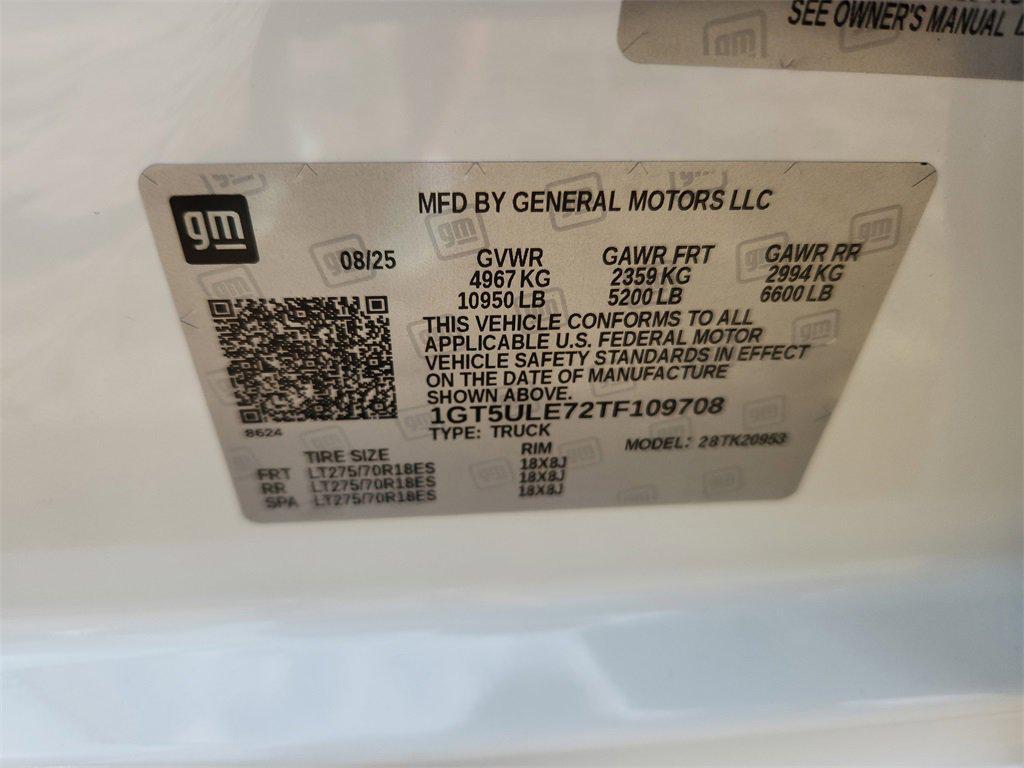 SEE OWNER'S MANUAL
gm
MFD BY GENERAL MOTORS LLC
08/25 GVWR GAWR FRT GAWR RR
4967 KG 2359 KG 2994 KG
10950 LB 5200 LB 6600 LB
THIS VEHICLE CONFORMS TO ALL
APPLICABLE U.S. FEDERAL MOTOR
VEHICLE SAFETY STANDARDS IN EFFECT
ON THE DATE OF MANUFACTURE
SHOWN ABOVE.
1GT5ULE72TF109708
8624
TYPE: TRUCK MODEL: 28TK20953
TIRE SIZE RIM
FRT LT275/70R18ES 18X8J
RR LT275/70R18ES 18X8J
SPA LT275/70R18ES 18X8J